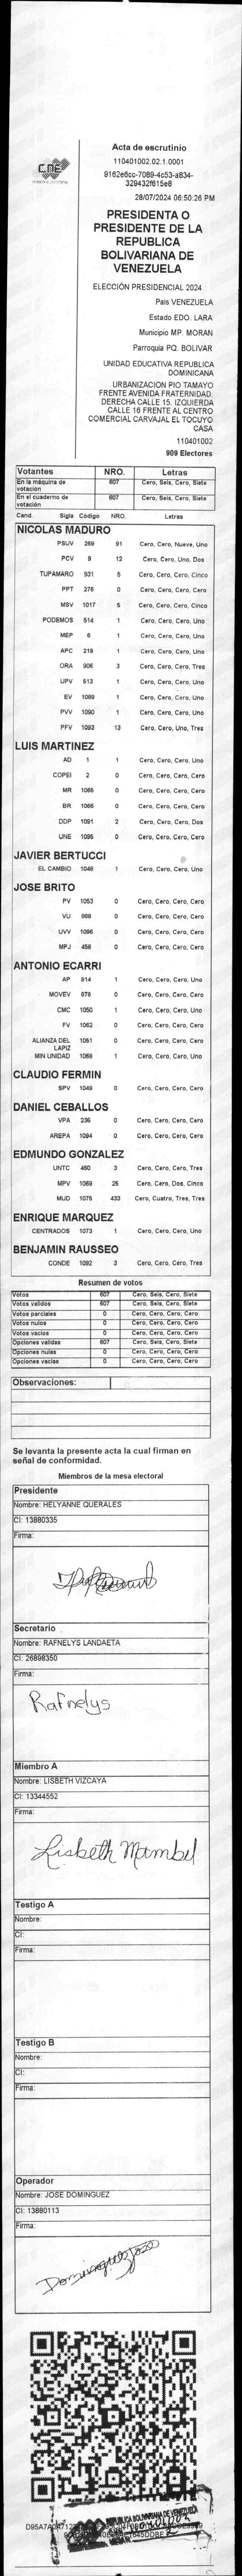 CNE
Acta de escrutinio
110401002.02.1.0001
9162e6cc-7089-4c53-a834-
329432f615e8
28/07/2024 06:50:26 PM
PRESIDENTA O
PRESIDENTE DE LA
REPUBLICA
BOLIVARIANA DE
VENEZUELA
ELECCIÓN PRESIDENCIAL 2024
Pais VENEZUELA
Estado EDO. LARA
Municipio MP. MORAN
Parroquia PQ. BOLIVAR
UNIDAD EDUCATIVA REPUBLICA
DOMINICANA
URBANIZACION PIO TAMAYO
FRENTE AVENIDA FRATERNIDAD.
DERECHA CALLE 15. IZQUIERDA
CALLE 16 FRENTE AL CENTRO
COMERCIAL CARVAJAL EL TOCUYO
CASA
110401002
909 Electores
Votantes NRO. Letras
En la máquina de votación 607 Cero, Seis, Cero, Siete
En el cuaderno de votación 607 Cero, Seis, Cero, Siete
Cand. Sigla Código NRO. Letras
NICOLAS MADURO
PSUV 269 91 Cero, Cero, Nueve, Uno
PCV 9 12 Cero, Cero, Uno, Dos
TUPAMARO 931 5 Cero, Cero, Cero, Cinco
PPT 276 0 Cero, Cero, Cero, Cero
MSV 1017 5 Cero, Cero, Cero, Cinco
PODEMOS 514 1 Cero, Cero, Cero, Uno
MEP 6 1 Cero, Cero, Cero, Uno
APC 219 1 Cero, Cero, Cero, Uno
ORA 906 3 Cero, Cero, Cero, Tres
UPV 513 1 Cero, Cero, Cero, Uno
EV 1089 1 Cero, Cero, Cero, Uno
PVV 1090 1 Cero, Cero, Cero, Uno
PFV 1093 13 Cero, Cero, Uno, Tres
LUIS MARTINEZ
AD 1 1 Cero, Cero, Cero, Uno
COPEI 2 0 Cero, Cero, Cero, Cero
MR 1065 0 Cero, Cero, Cero, Cero
BR 1066 0 Cero, Cero, Cero, Cero
DDP 1091 2 Cero, Cero, Cero, Dos
UNE 1095 0 Cero, Cero, Cero, Cero
JAVIER BERTUCCI
EL CAMBIO 1048 1 Cero, Cero, Cero, Uno
JOSE BRITO
PV 1053 0 Cero, Cero, Cero, Cero
VU 868 0 Cero, Cero, Cero, Cero
UVV 1096 0 Cero, Cero, Cero, Cero
MPJ 458 0 Cero, Cero, Cero, Cero
ANTONIO ECARRI
AP 914 1 Cero, Cero, Cero, Uno
MOVEV 878 0 Cero, Cero, Cero, Cero
CMC 1050 1 Cero, Cero, Cero, Uno
FV 1062 0 Cero, Cero, Cero, Cero
ALIANZA DEL LAPIZ 1061 0 Cero, Cero, Cero, Cero
MIN UNIDAD 1068 1 Cero, Cero, Cero, Uno
CLAUDIO FERMIN
SPV 1049 0 Cero, Cero, Cero, Cero
DANIEL CEBALLOS
VPA 236 0 Cero, Cero, Cero, Cero
AREPA 1094 0 Cero, Cero, Cero, Cero
EDMUNDO GONZALEZ
UNTC 460 3 Cero, Cero, Cero, Tres
MPV 1069 25 Cero, Cero, Dos, Cinco
MUD 1075 433 Cero, Cuatro, Tres, Tres
ENRIQUE MARQUEZ
CENTRADOS 1073 1 Cero, Cero, Cero, Uno
BENJAMIN RAUSSEO
CONDE 1092 3 Cero, Cero, Cero, Tres
Resumen de votos
Votos 607 Cero, Seis, Cero, Siete
Votos validos 607 Cero, Seis, Cero, Siete
Votos parciales 0 Cero, Cero, Cero, Cero
Votos nulos 0 Cero, Cero, Cero, Cero
Votos vacios 0 Cero, Cero, Cero, Cero
Opciones validas 607 Cero, Seis, Cero, Siete
Opciones nulas 0 Cero, Cero, Cero, Cero
Opciones vacias 0 Cero, Cero, Cero, Cero
Observaciones:
Se levanta la presente acta la cual firman en
señal de conformidad.
Miembros de la mesa electoral
Presidente
Nombre: HELYANNE QUERALES
CI: 13880335
Firma:
Secretario
Nombre: RAFNELYS LANDAETA
CI: 26898350
Firma:
Rafnelys
Miembro A
Nombre: LISBETH VIZCAYA
CI: 13344552
Firma:
Lisbeth Mambel
Testigo A
Nombre:
CI:
Firma:
Testigo B
Nombre:
CI:
Firma:
Operador
Nombre: JOSE DOMINGUEZ
CI: 13880113
Firma:
Dominguez Jose
REPUBLICA BOLIVARIANA DE VENEZUELA